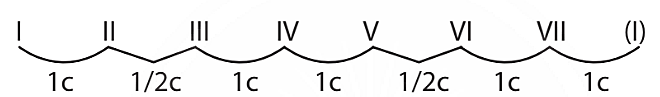 I II III IV V VI VII (I)
1c 1/2c 1c 1c 1/2c 1c 1c